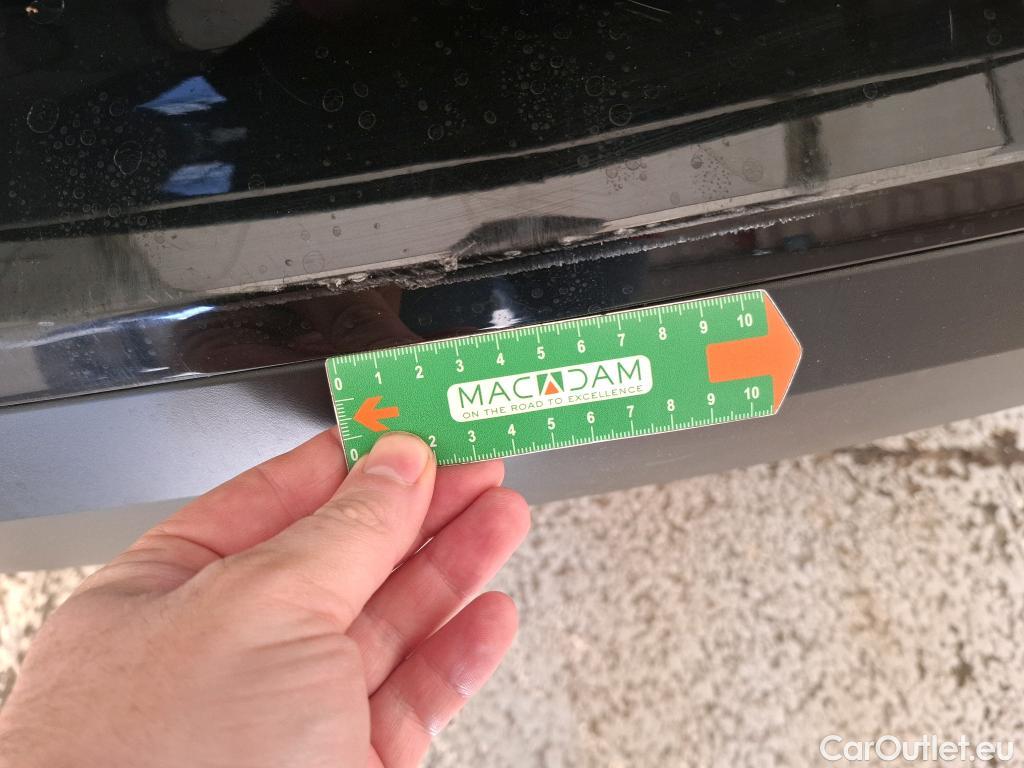 0 1 2 3 4 5 6 7 8 9 10
MACADAM
ON THE ROAD TO EXCELLENCE
0 2 3 4 5 6 7 8 9 10
CarOutlet.eu